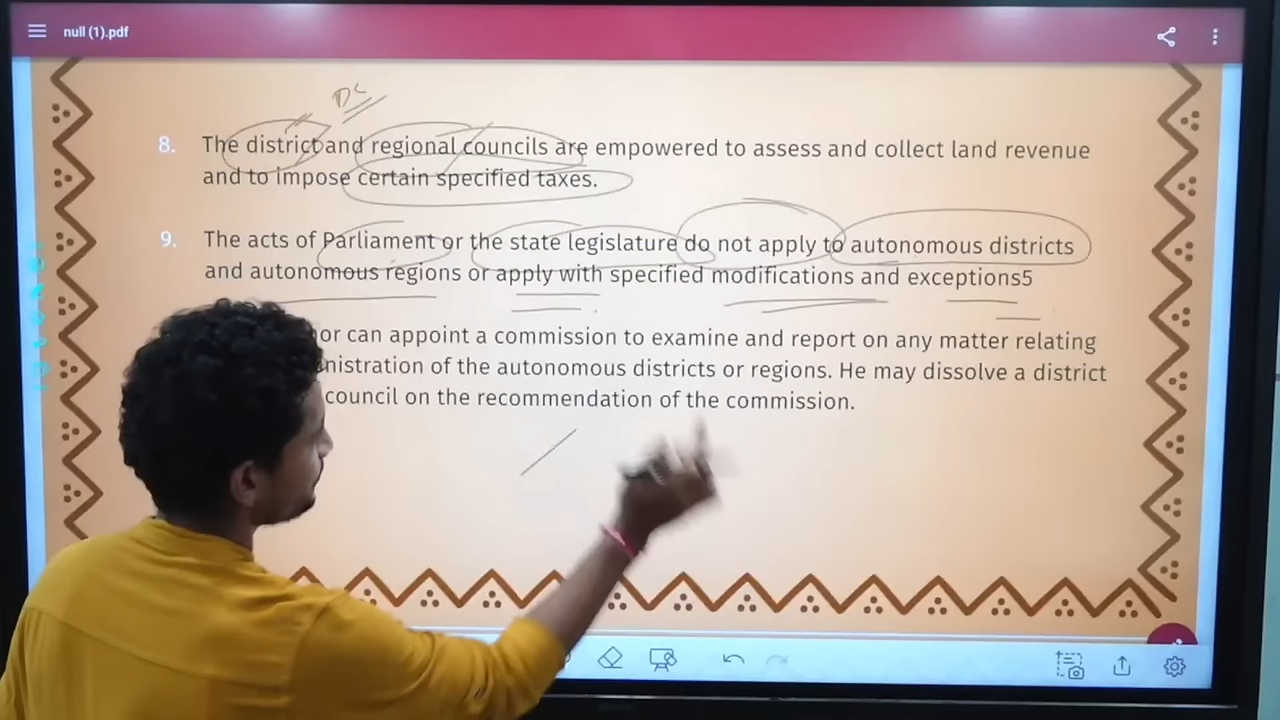 null (1).pdf
DC
8. The district and regional councils are empowered to assess and collect land revenue
and to impose certain specified taxes.
9. The acts of Parliament or the state legislature do not apply to autonomous districts
and autonomous regions or apply with specified modifications and exceptions5
or can appoint a commission to examine and report on any matter relating
nistration of the autonomous districts or regions. He may dissolve a district
council on the recommendation of the commission.